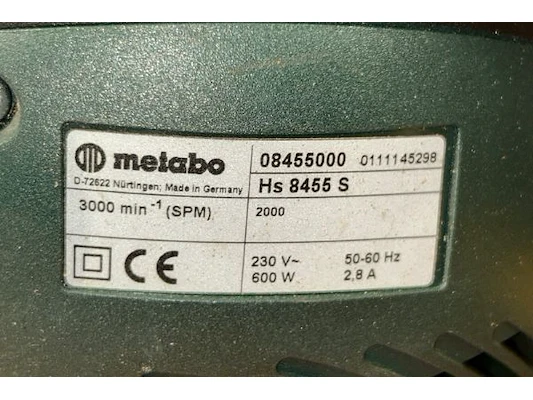 metabo 08455000 0111145298
D-72622 Nürtingen; Made in Germany Hs 8455 S
3000 min⁻¹ (SPM) 2000
230 V~ 50-60 Hz
CE 600 W 2,8 A